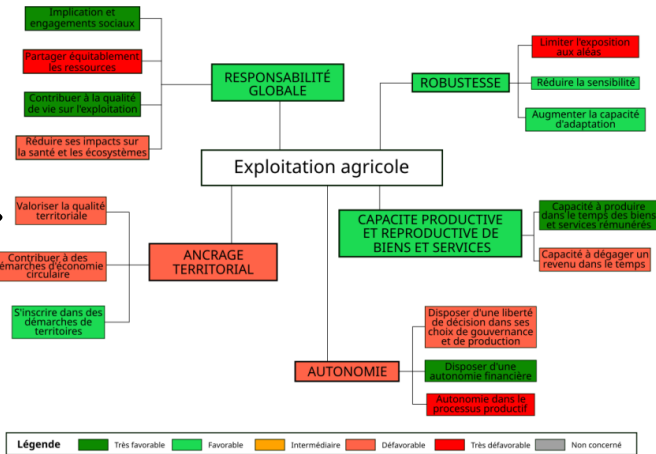 Implication et
engagements sociaux
Partager équitablement
les ressources
Contribuer à la qualité
de vie sur l'exploitation
Réduire ses impacts sur
la santé et les écosystèmes
RESPONSABILITÉ
GLOBALE
ROBUSTESSE
Limiter l'exposition
aux aléas
Réduire la sensibilité
Augmenter la capacité
d'adaptation
Exploitation agricole
Valoriser la qualité
territoriale
Contribuer à des
émarches d'économie
circulaire
S'inscrire dans des
démarches de
territoires
ANCRAGE
TERRITORIAL
CAPACITE PRODUCTIVE
ET REPRODUCTIVE DE
BIENS ET SERVICES
Capacité à produire
dans le temps des biens
et services rémunérés
Capacité à dégager un
revenu dans le temps
AUTONOMIE
Disposer d'une liberté
de décision dans ses
choix de gouvernance
et de production
Disposer d'une
autonomie financière
Autonomie dans le
processus productif
Légende Très favorable Favorable Intermédiaire Défavorable Très défavorable Non concerné